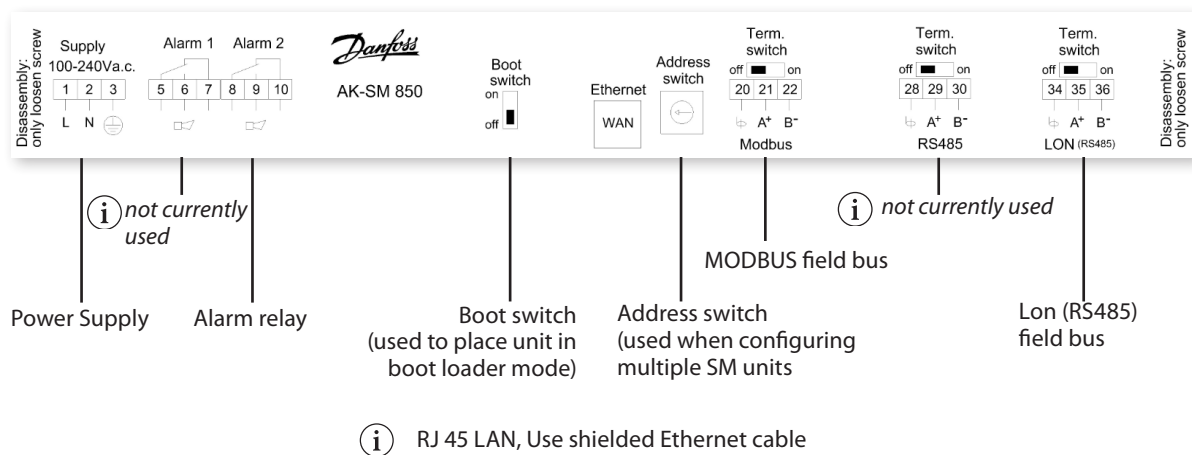 Disassembly:
only loosen screw
Supply
100-240Va.c.
1 2 3
L N
Alarm 1 Alarm 2
5 6 7 8 9 10
Danfoss
AK-SM 850
Boot
switch
on
off
Ethernet
WAN
Address
switch
Term.
switch
off on
20 21 22
A+ B-
Modbus
Term.
switch
off on
28 29 30
A+ B-
RS485
Term.
switch
off on
34 35 36
A+ B-
LON (RS485)
Disassembly:
only loosen screw
i not currently
used
i not currently used
MODBUS field bus
Power Supply
Alarm relay
Boot switch
(used to place unit in
boot loader mode)
Address switch
(used when configuring
multiple SM units
Lon (RS485)
field bus
i RJ 45 LAN, Use shielded Ethernet cable